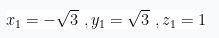 x₁ = −√3 , y₁ = √3 , z₁ = 1